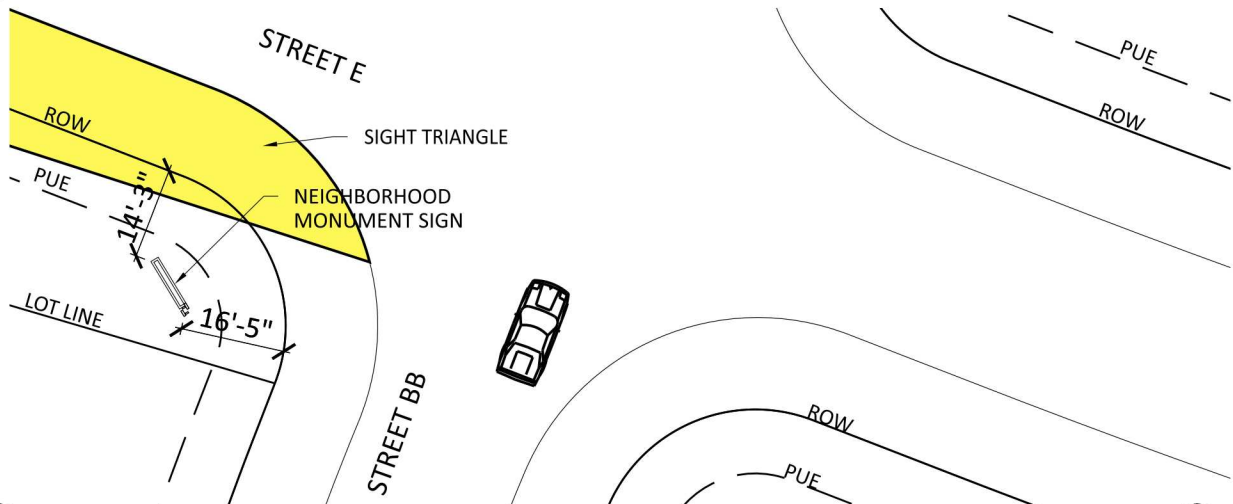 STREET E
PUE
ROW
ROW
SIGHT TRIANGLE
PUE
NEIGHBORHOOD
MONUMENT SIGN
14'-3"
LOT LINE
16'-5"
STREET BB
ROW
PUE